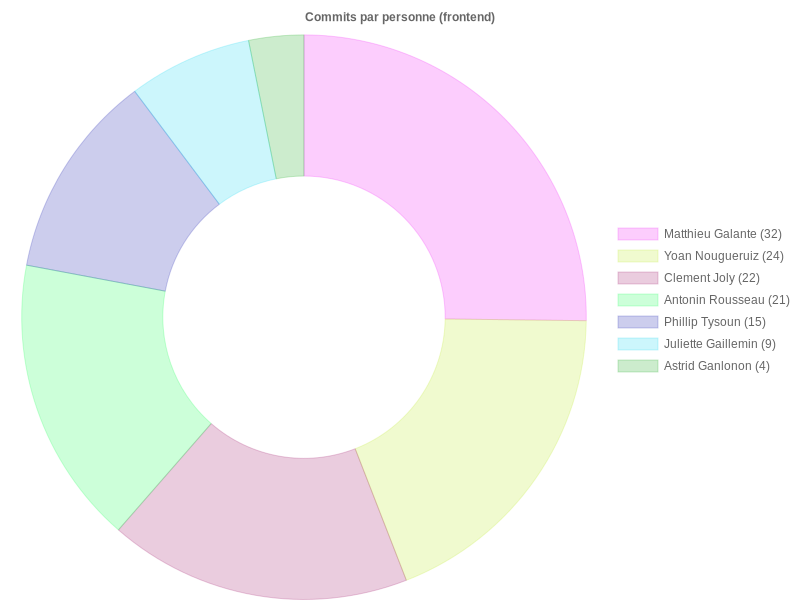 Commits par personne (frontend)
Matthieu Galante (32)
Yoan Nougueruiz (24)
Clement Joly (22)
Antonin Rousseau (21)
Phillip Tysoun (15)
Juliette Gaillemin (9)
Astrid Ganlonon (4)